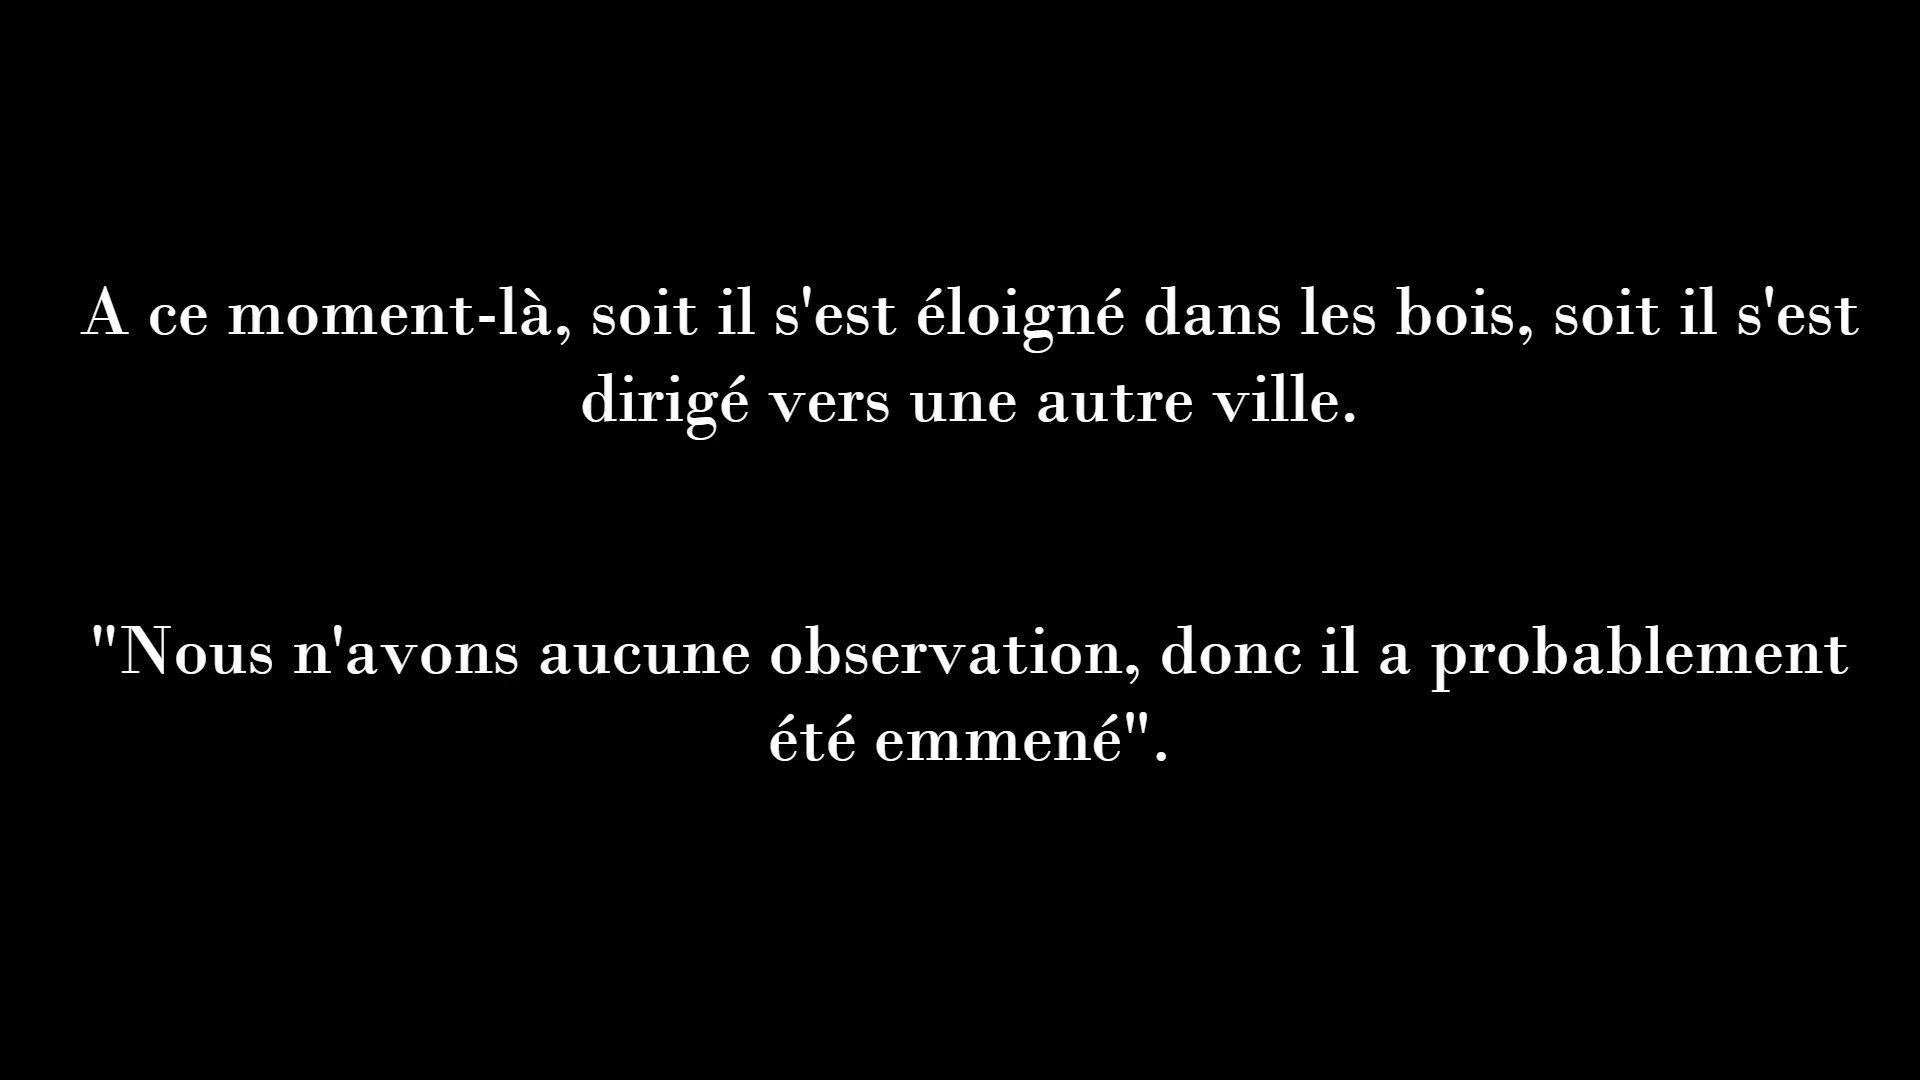 A ce moment-là, soit il s'est éloigné dans les bois, soit il s'est
dirigé vers une autre ville.
"Nous n'avons aucune observation, donc il a probablement
été emmené".